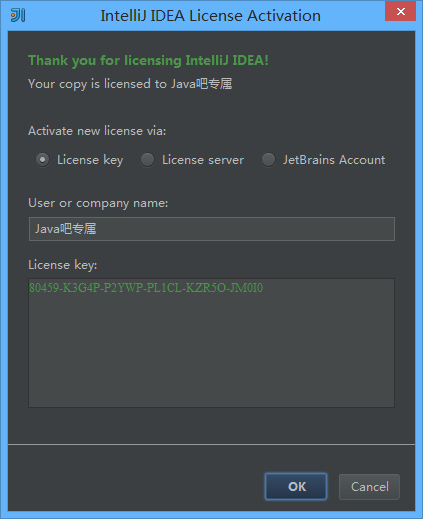 IntelliJ IDEA License Activation
Thank you for licensing IntelliJ IDEA!
Your copy is licensed to Java吧专属
Activate new license via:
License key License server JetBrains Account
User or company name:
Java吧专属
License key:
80459-K3G4P-P2YWP-PL1CL-KZR5O-JM0I0
OK Cancel